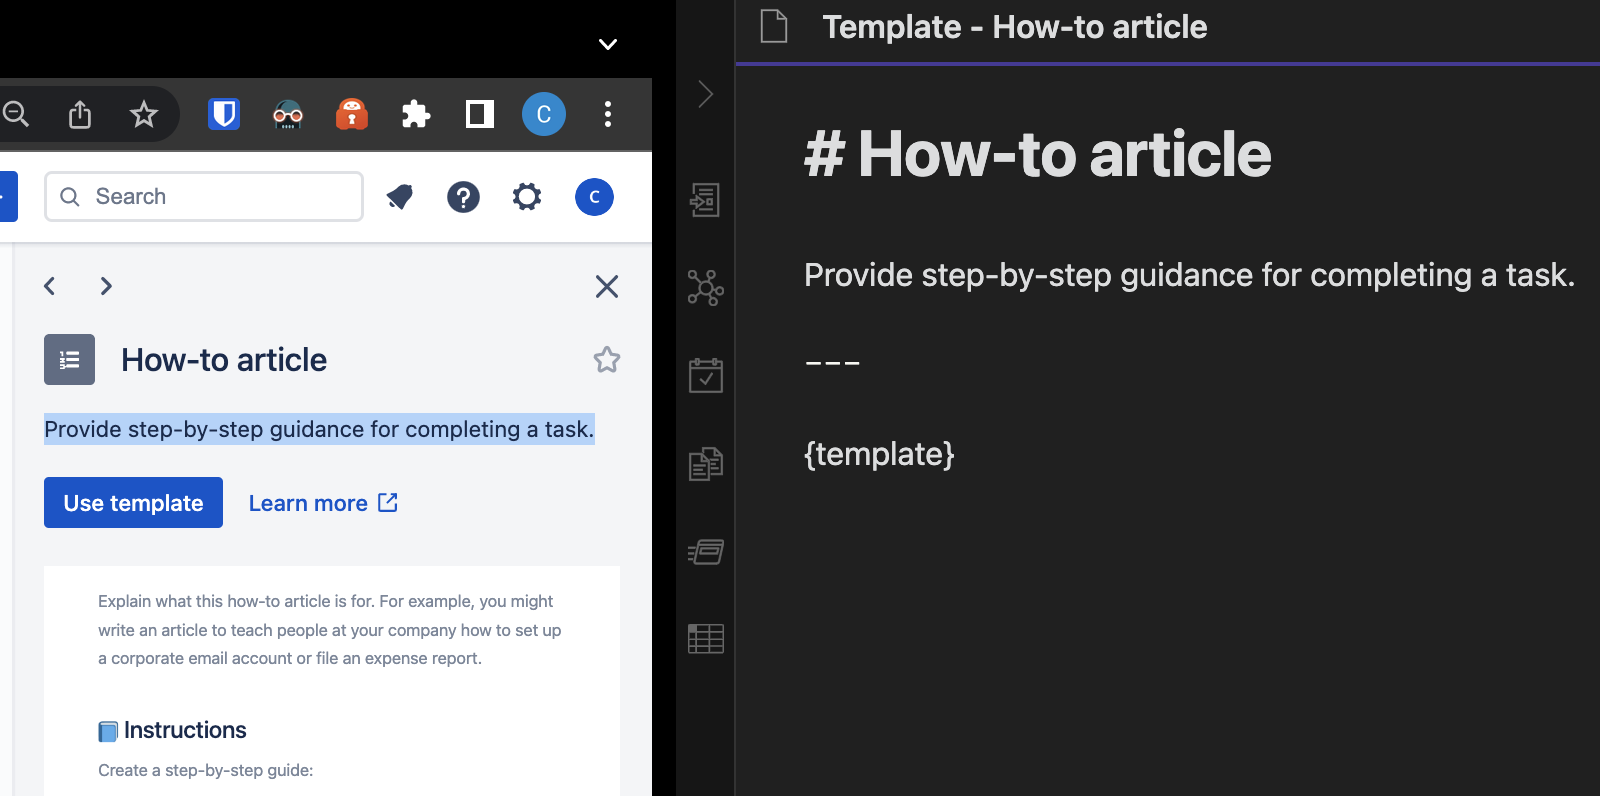 C
Search
C
How-to article
Provide step-by-step guidance for completing a task.
Use template
Learn more
Explain what this how-to article is for. For example, you might
write an article to teach people at your company how to set up
a corporate email account or file an expense report.
Instructions
Create a step-by-step guide:
Template - How-to article
# How-to article
Provide step-by-step guidance for completing a task.
---
{template}